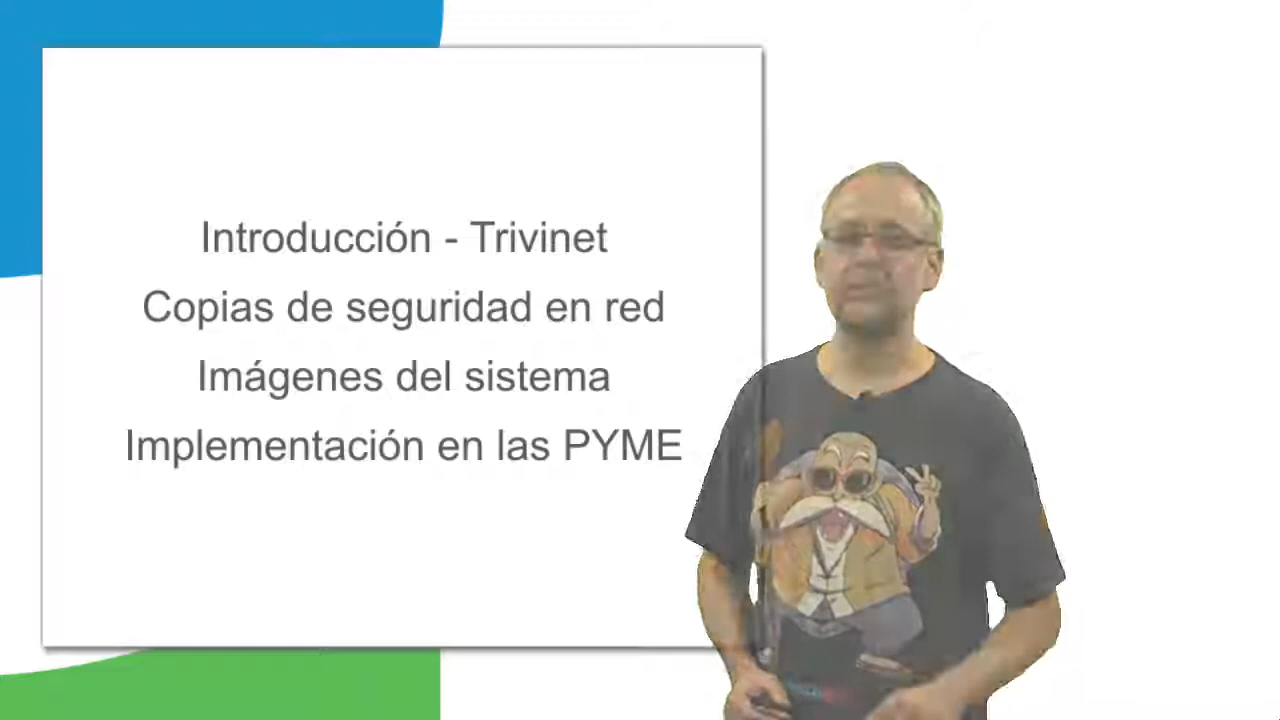 Introducción - Trivinet
Copias de seguridad en red
Imágenes del sistema
Implementación en las PYME